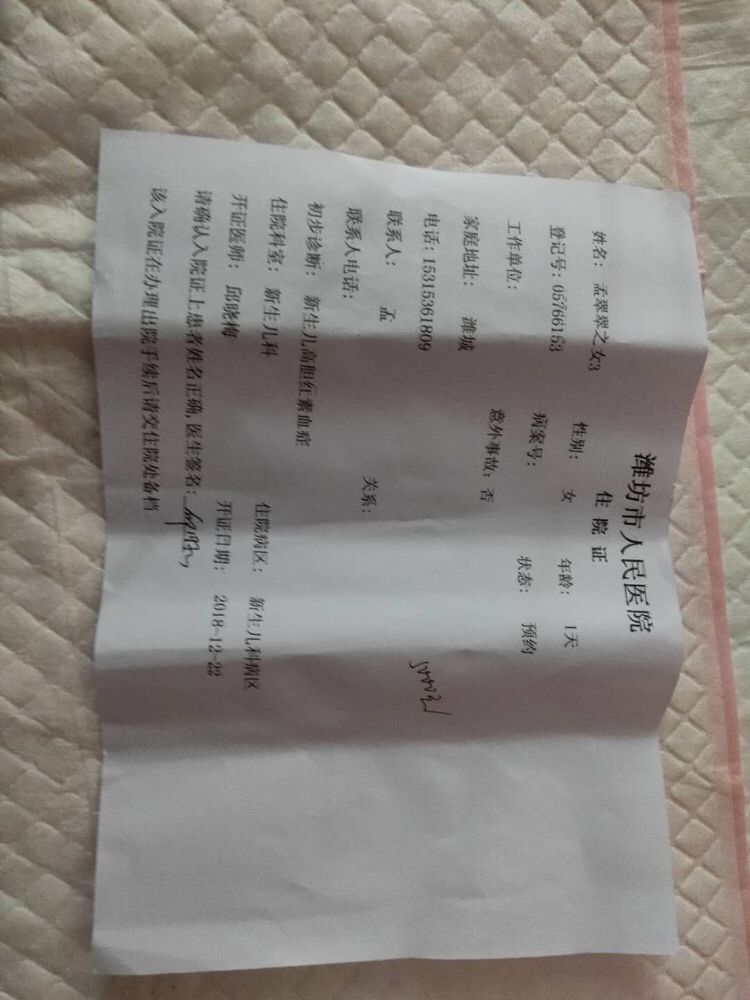 潍坊市人民医院
住 院 证
姓名： 孟翠翠之女3 性别： 女 年龄： 1天
登记号：05766153 病案号： 状态： 预约
工作单位： 意外事故：否
家庭地址： 潍城
电话：15315361809
联系人： 孟 关系：
联系人电话：
初步诊断： 新生儿高胆红素血症
住院科室： 新生儿科 住院病区： 新生儿科病区
开证医师： 邱晓梅 开证日期： 2018-12-22
请确认入院证上患者姓名正确,医生签名：
该入院证在办理出院手续后请交住院处备档